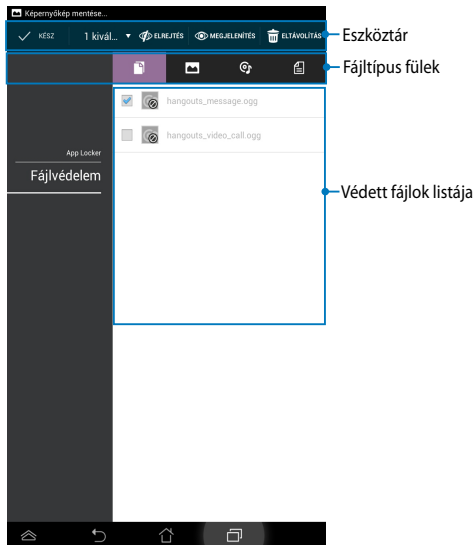 Képernyőkép mentése...
KÉSZ 1 kivál... ELREJTÉS MEGJELENÍTÉS ELTÁVOLÍTÁS
Eszköztár
Fájltípus fülek
hangouts_message.ogg
hangouts_video_call.ogg
App Locker
Fájlvédelem
Védett fájlok listája